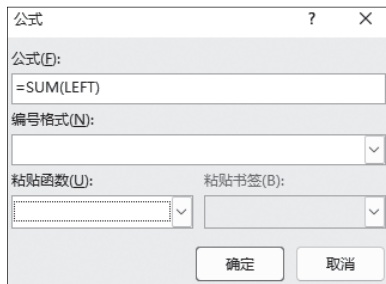 公式 ? ×
公式(F):
=SUM(LEFT)
编号格式(N):
粘贴函数(U): 粘贴书签(B):
确定 取消